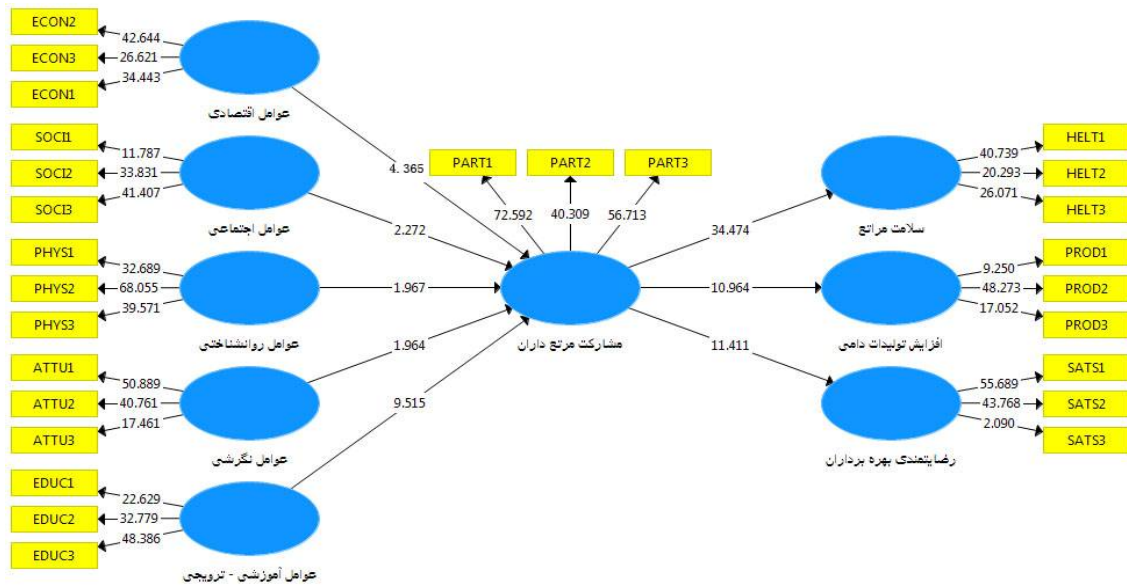 ECON2
ECON3
ECON1
42.644
26.621
34.443
عوامل اقتصادی
SOCI1
SOCI2
SOCI3
11.787
33.831
41.407
عوامل اجتماعی
PHYS1
PHYS2
PHYS3
32.689
68.055
39.571
عوامل روانشناختی
ATTU1
ATTU2
ATTU3
50.889
40.761
17.461
عوامل نگرشی
EDUC1
EDUC2
EDUC3
22.629
32.779
48.386
عوامل آموزشی - ترویجی
4.365
2.272
1.967
1.964
9.515
PART1
PART2
PART3
72.592
40.309
56.713
مشارکت مرتع داران
34.474
10.964
11.411
HELT1
HELT2
HELT3
40.739
20.293
26.071
سلامت مراتع
PROD1
PROD2
PROD3
9.250
48.273
17.052
افزایش تولیدات دامی
SATS1
SATS2
SATS3
55.689
43.768
2.090
رضایتمندی بهره برداران